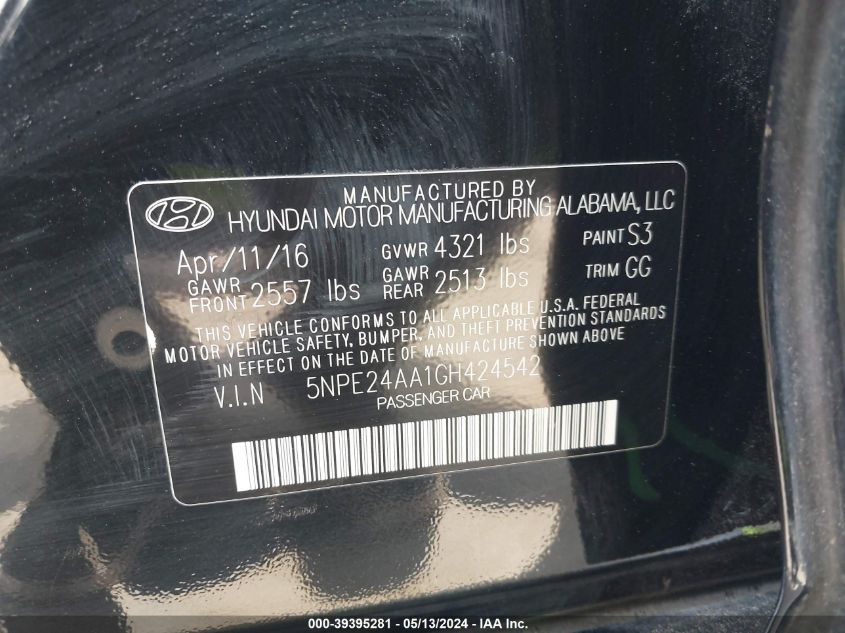 MANUFACTURED BY
HYUNDAI MOTOR MANUFACTURING ALABAMA, LLC
Apr/11/16 GVWR 4321 lbs PAINT S3
GAWR FRONT 2557 lbs GAWR REAR 2513 lbs TRIM GG
THIS VEHICLE CONFORMS TO ALL APPLICABLE U.S.A. FEDERAL
MOTOR VEHICLE SAFETY, BUMPER, AND THEFT PREVENTION STANDARDS
IN EFFECT ON THE DATE OF MANUFACTURE SHOWN ABOVE
V.I.N 5NPE24AA1GH424542
PASSENGER CAR
000-39395281 - 05/13/2024 - IAA Inc.